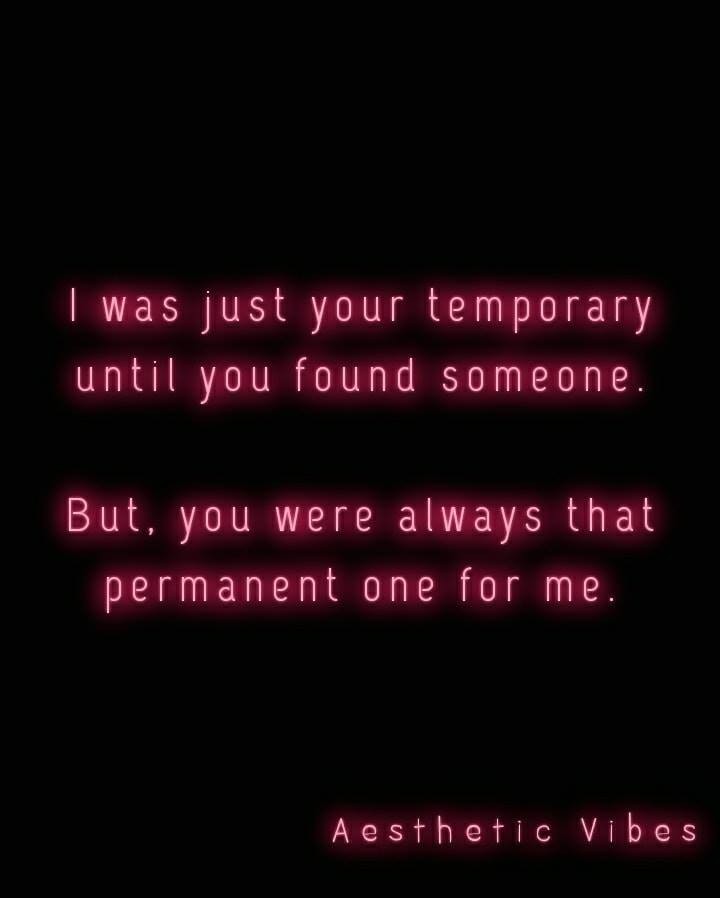 I was just your temporary
until you found someone.
But, you were always that
permanent one for me.
Aesthetic Vibes